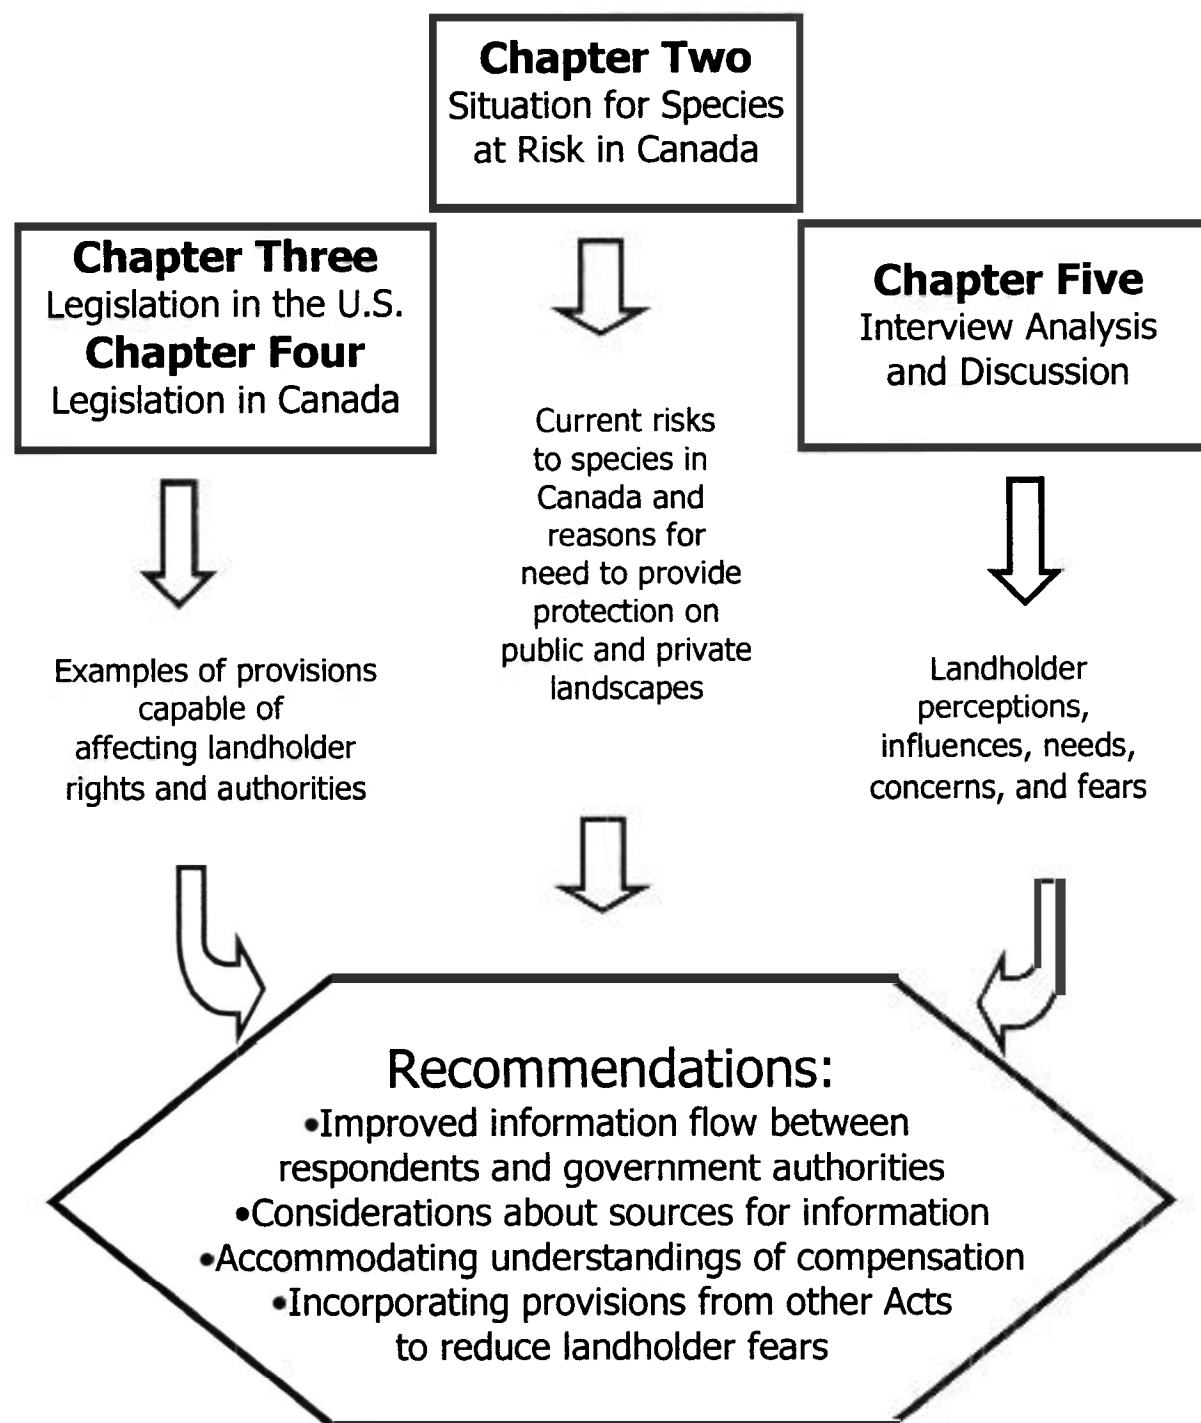 Chapter Two
Situation for Species
at Risk in Canada
Chapter Three
Legislation in the U.S.
Chapter Four
Legislation in Canada
Chapter Five
Interview Analysis
and Discussion
Current risks
to species in
Canada and
reasons for
need to provide
protection on
public and private
landscapes
Examples of provisions
capable of
affecting landholder
rights and authorities
Landholder
perceptions,
influences, needs,
concerns, and fears
Recommendations:
•Improved information flow between
respondents and government authorities
•Considerations about sources for information
•Accommodating understandings of compensation
•Incorporating provisions from other Acts
to reduce landholder fears